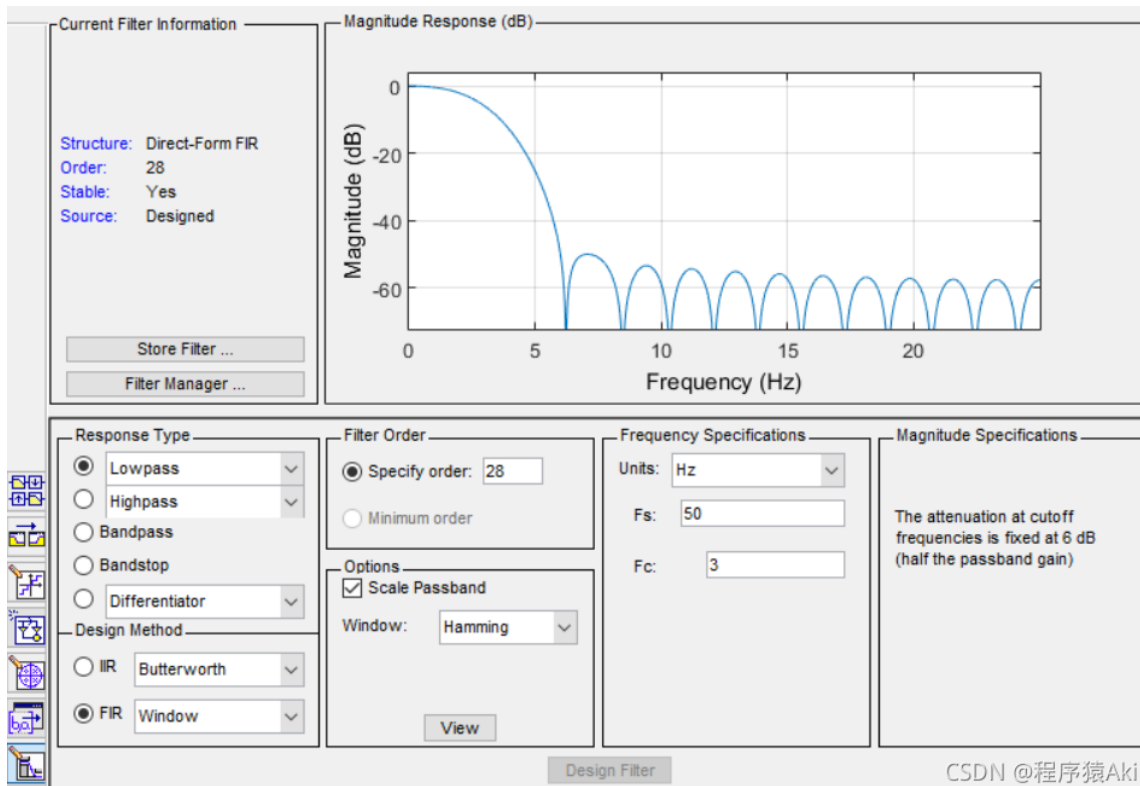 Current Filter Information
Structure: Direct-Form FIR
Order: 28
Stable: Yes
Source: Designed
Store Filter ...
Filter Manager ...
Magnitude Response (dB)
Magnitude (dB)
0
-20
-40
-60
0 5 10 15 20
Frequency (Hz)
Response Type
Lowpass
Highpass
Bandpass
Bandstop
Differentiator
Design Method
IIR Butterworth
FIR Window
Filter Order
Specify order: 28
Minimum order
Options
Scale Passband
Window: Hamming
View
Frequency Specifications
Units: Hz
Fs: 50
Fc: 3
Magnitude Specifications
The attenuation at cutoff
frequencies is fixed at 6 dB
(half the passband gain)
Design Filter
CSDN @程序猿Aki